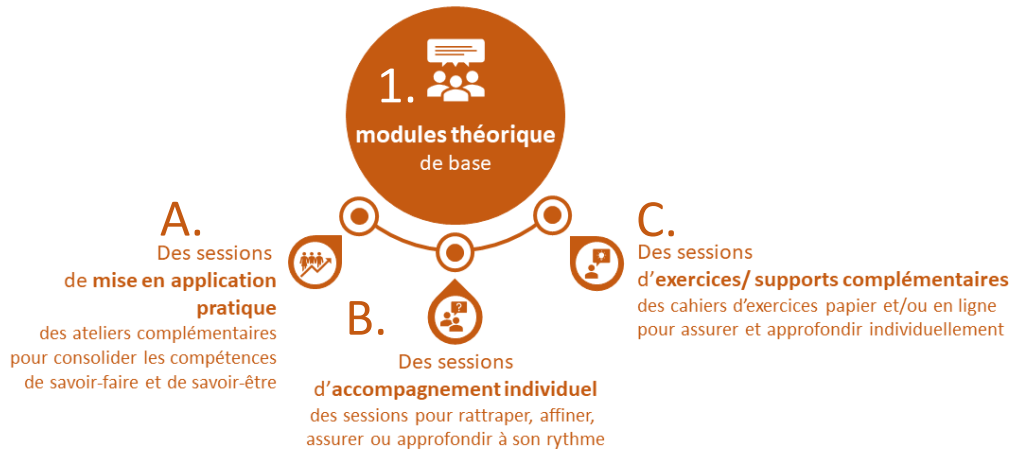 1.
modules théorique
de base
A.
Des sessions
de mise en application
pratique
des ateliers complémentaires
pour consolider les compétences
de savoir-faire et de savoir-être
B.
?
Des sessions
d'accompagnement individuel
des sessions pour rattraper, affiner,
assurer ou approfondir à son rythme
C.
Des sessions
d'exercices/ supports complémentaires
des cahiers d'exercices papier et/ou en ligne
pour assurer et approfondir individuellement